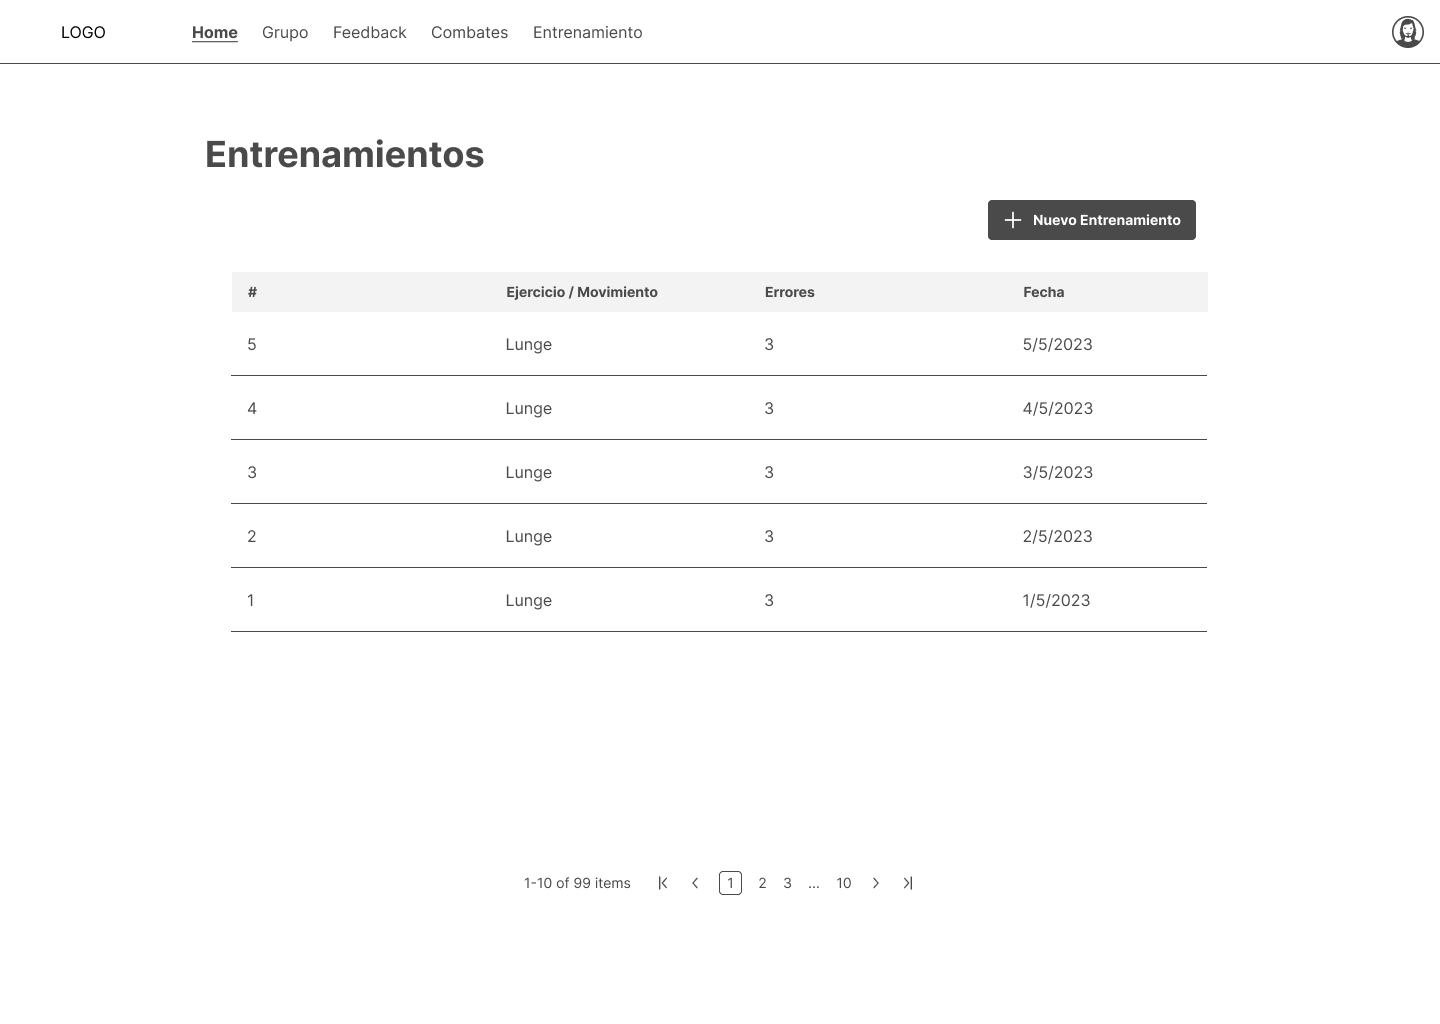 LOGO Home Grupo Feedback Combates Entrenamiento
Entrenamientos
Nuevo Entrenamiento
# Ejercicio / Movimiento Errores Fecha
5 Lunge 3 5/5/2023
4 Lunge 3 4/5/2023
3 Lunge 3 3/5/2023
2 Lunge 3 2/5/2023
1 Lunge 3 1/5/2023
1-10 of 99 items 1 2 3 ... 10